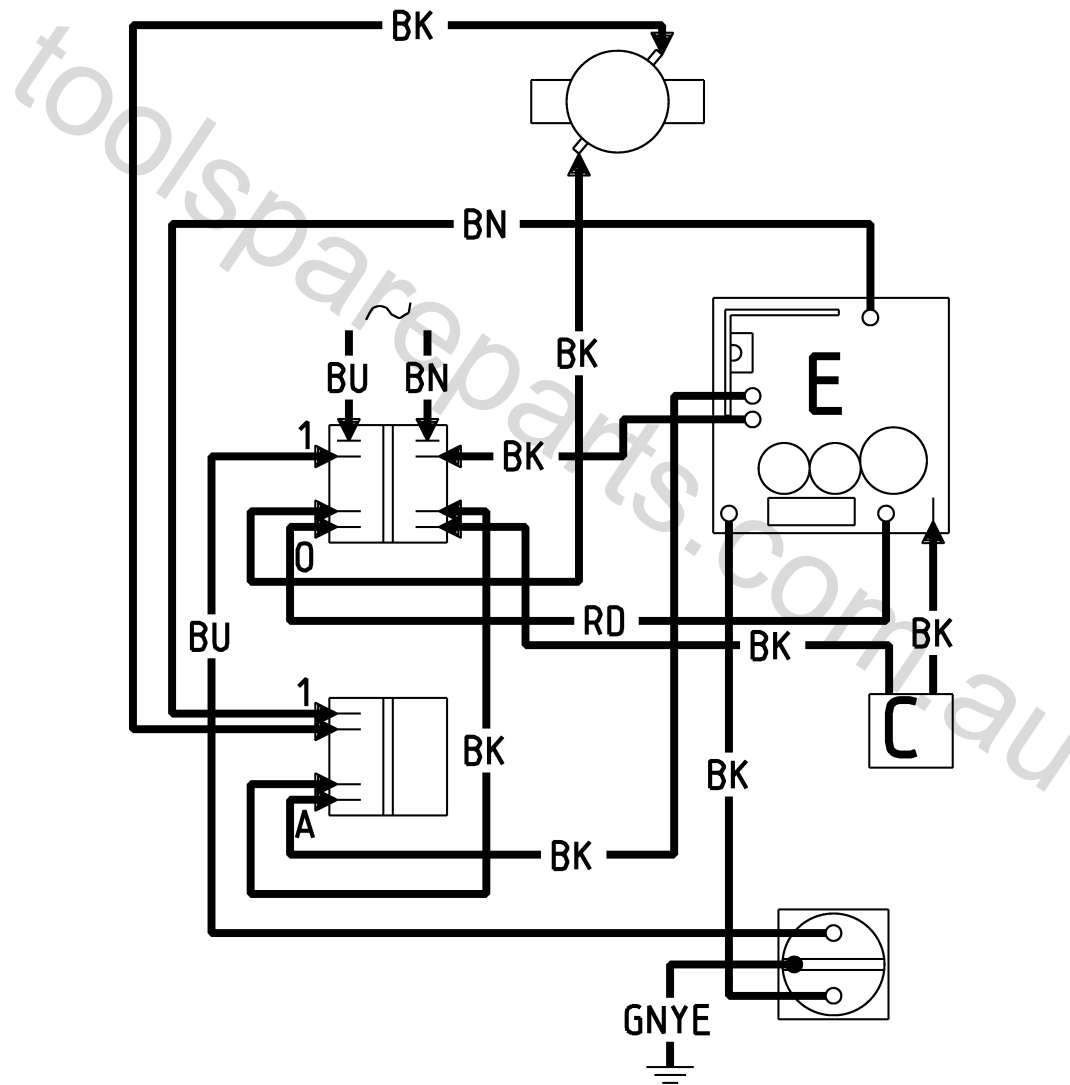 BK
toolspareparts.com.au
BN
BK
E
BU BN
1
BK
0
RD
BU
BK
BK
C
1
BK
BK
A
BK
GNYE